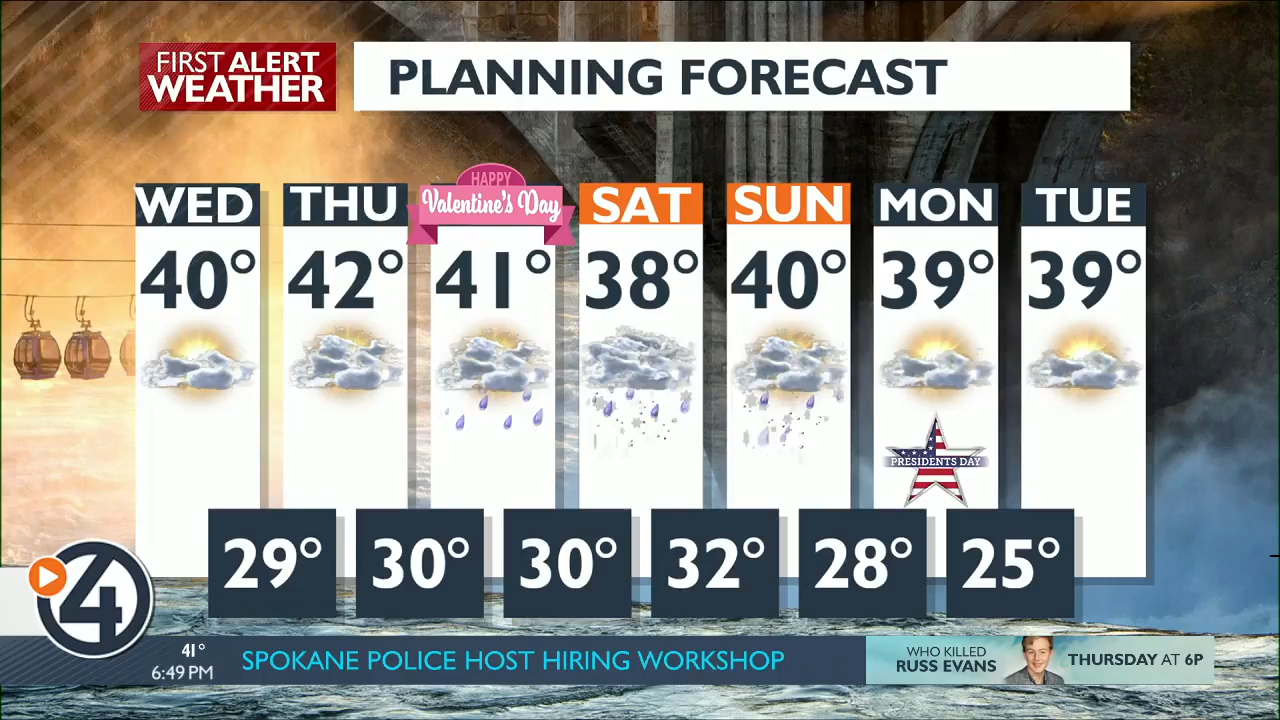 FIRST ALERT
WEATHER
PLANNING FORECAST
WED
THU
HAPPY
Valentine's Day
SAT
SUN
MON
TUE
40°
42°
41°
38°
40°
39°
39°
PRESIDENTS DAY
29°
30°
30°
32°
28°
25°
4
41°
6:49 PM
SPOKANE POLICE HOST HIRING WORKSHOP
WHO KILLED
RUSS EVANS
THURSDAY AT 6P